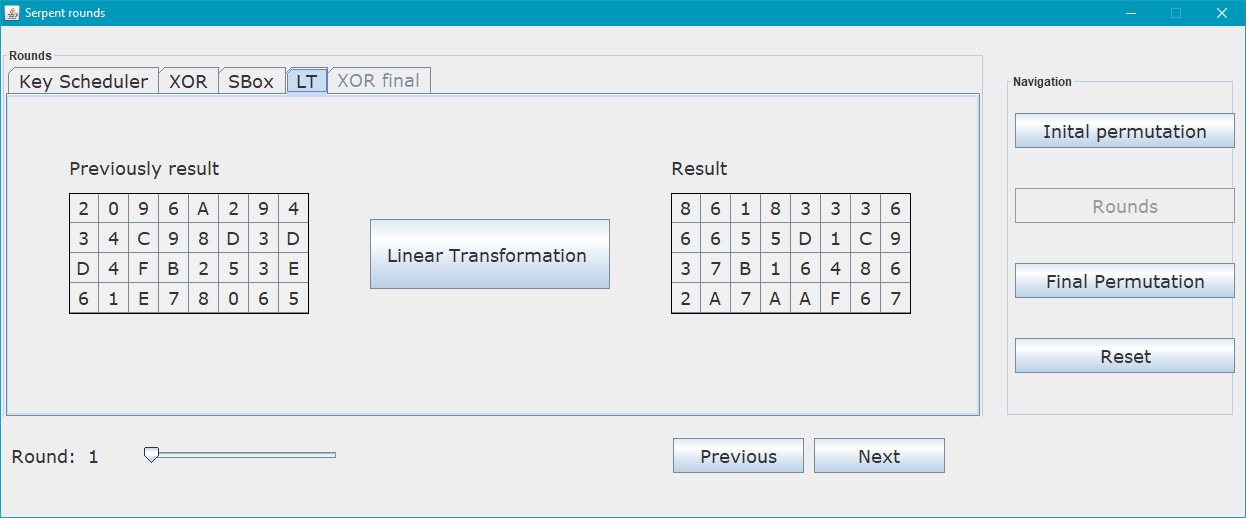 Serpent rounds
Rounds
Key Scheduler XOR SBox LT XOR final
Previously result
2 0 9 6 A 2 9 4
3 4 C 9 8 D 3 D
D 4 F B 2 5 3 E
6 1 E 7 8 0 6 5
Linear Transformation
Result
8 6 1 8 3 3 3 6
6 6 5 5 D 1 C 9
3 7 B 1 6 4 8 6
2 A 7 A A F 6 7
Round: 1
Previous
Next
Navigation
Inital permutation
Rounds
Final Permutation
Reset